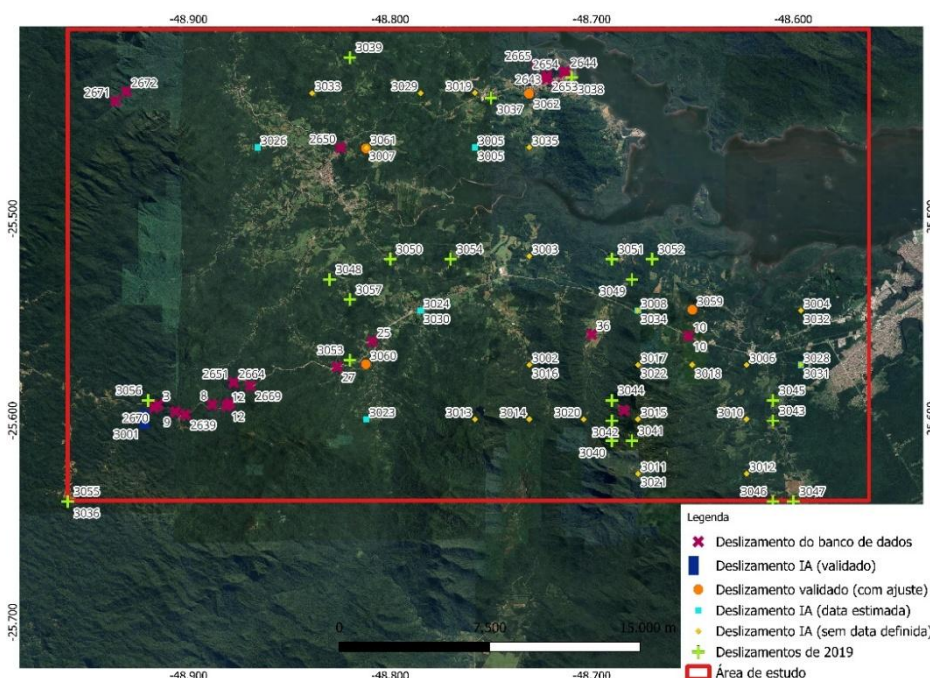 -48.900 -48.800 -48.700 -48.600
3039
2665
2654 2644
2672
2671
2643
2653
3038
3033 3029 3019
3037 3062
3026 2650 3061 3005 3035
3007 3005
-25.500 -25.500
3050 3054 3003 3051 3052
3048 3049
3057 3024 3008 3059 3004
3030 3034 3032
25 36 10
10
3053 3060 3002 3017 3006 3028
27 3016 3022 3018 3031
2651 2664
2669
3056 3 8 12 3044 3045
2670 9 2639 12 3023 3013 3014 3020 3015 3010 3043
3001 3042 3041
3040
-25.600 -25.600
3011 3012
3021
3055 3046 3047
3036
-25.700
0 7,500 15,000 m
-48.900 -48.800 -48.700
Legenda
Deslizamento do banco de dados
Deslizamento IA (validado)
Deslizamento validado (com ajuste)
Deslizamento IA (data estimada)
Deslizamento IA (sem data definida)
Deslizamentos de 2019
Área de estudo